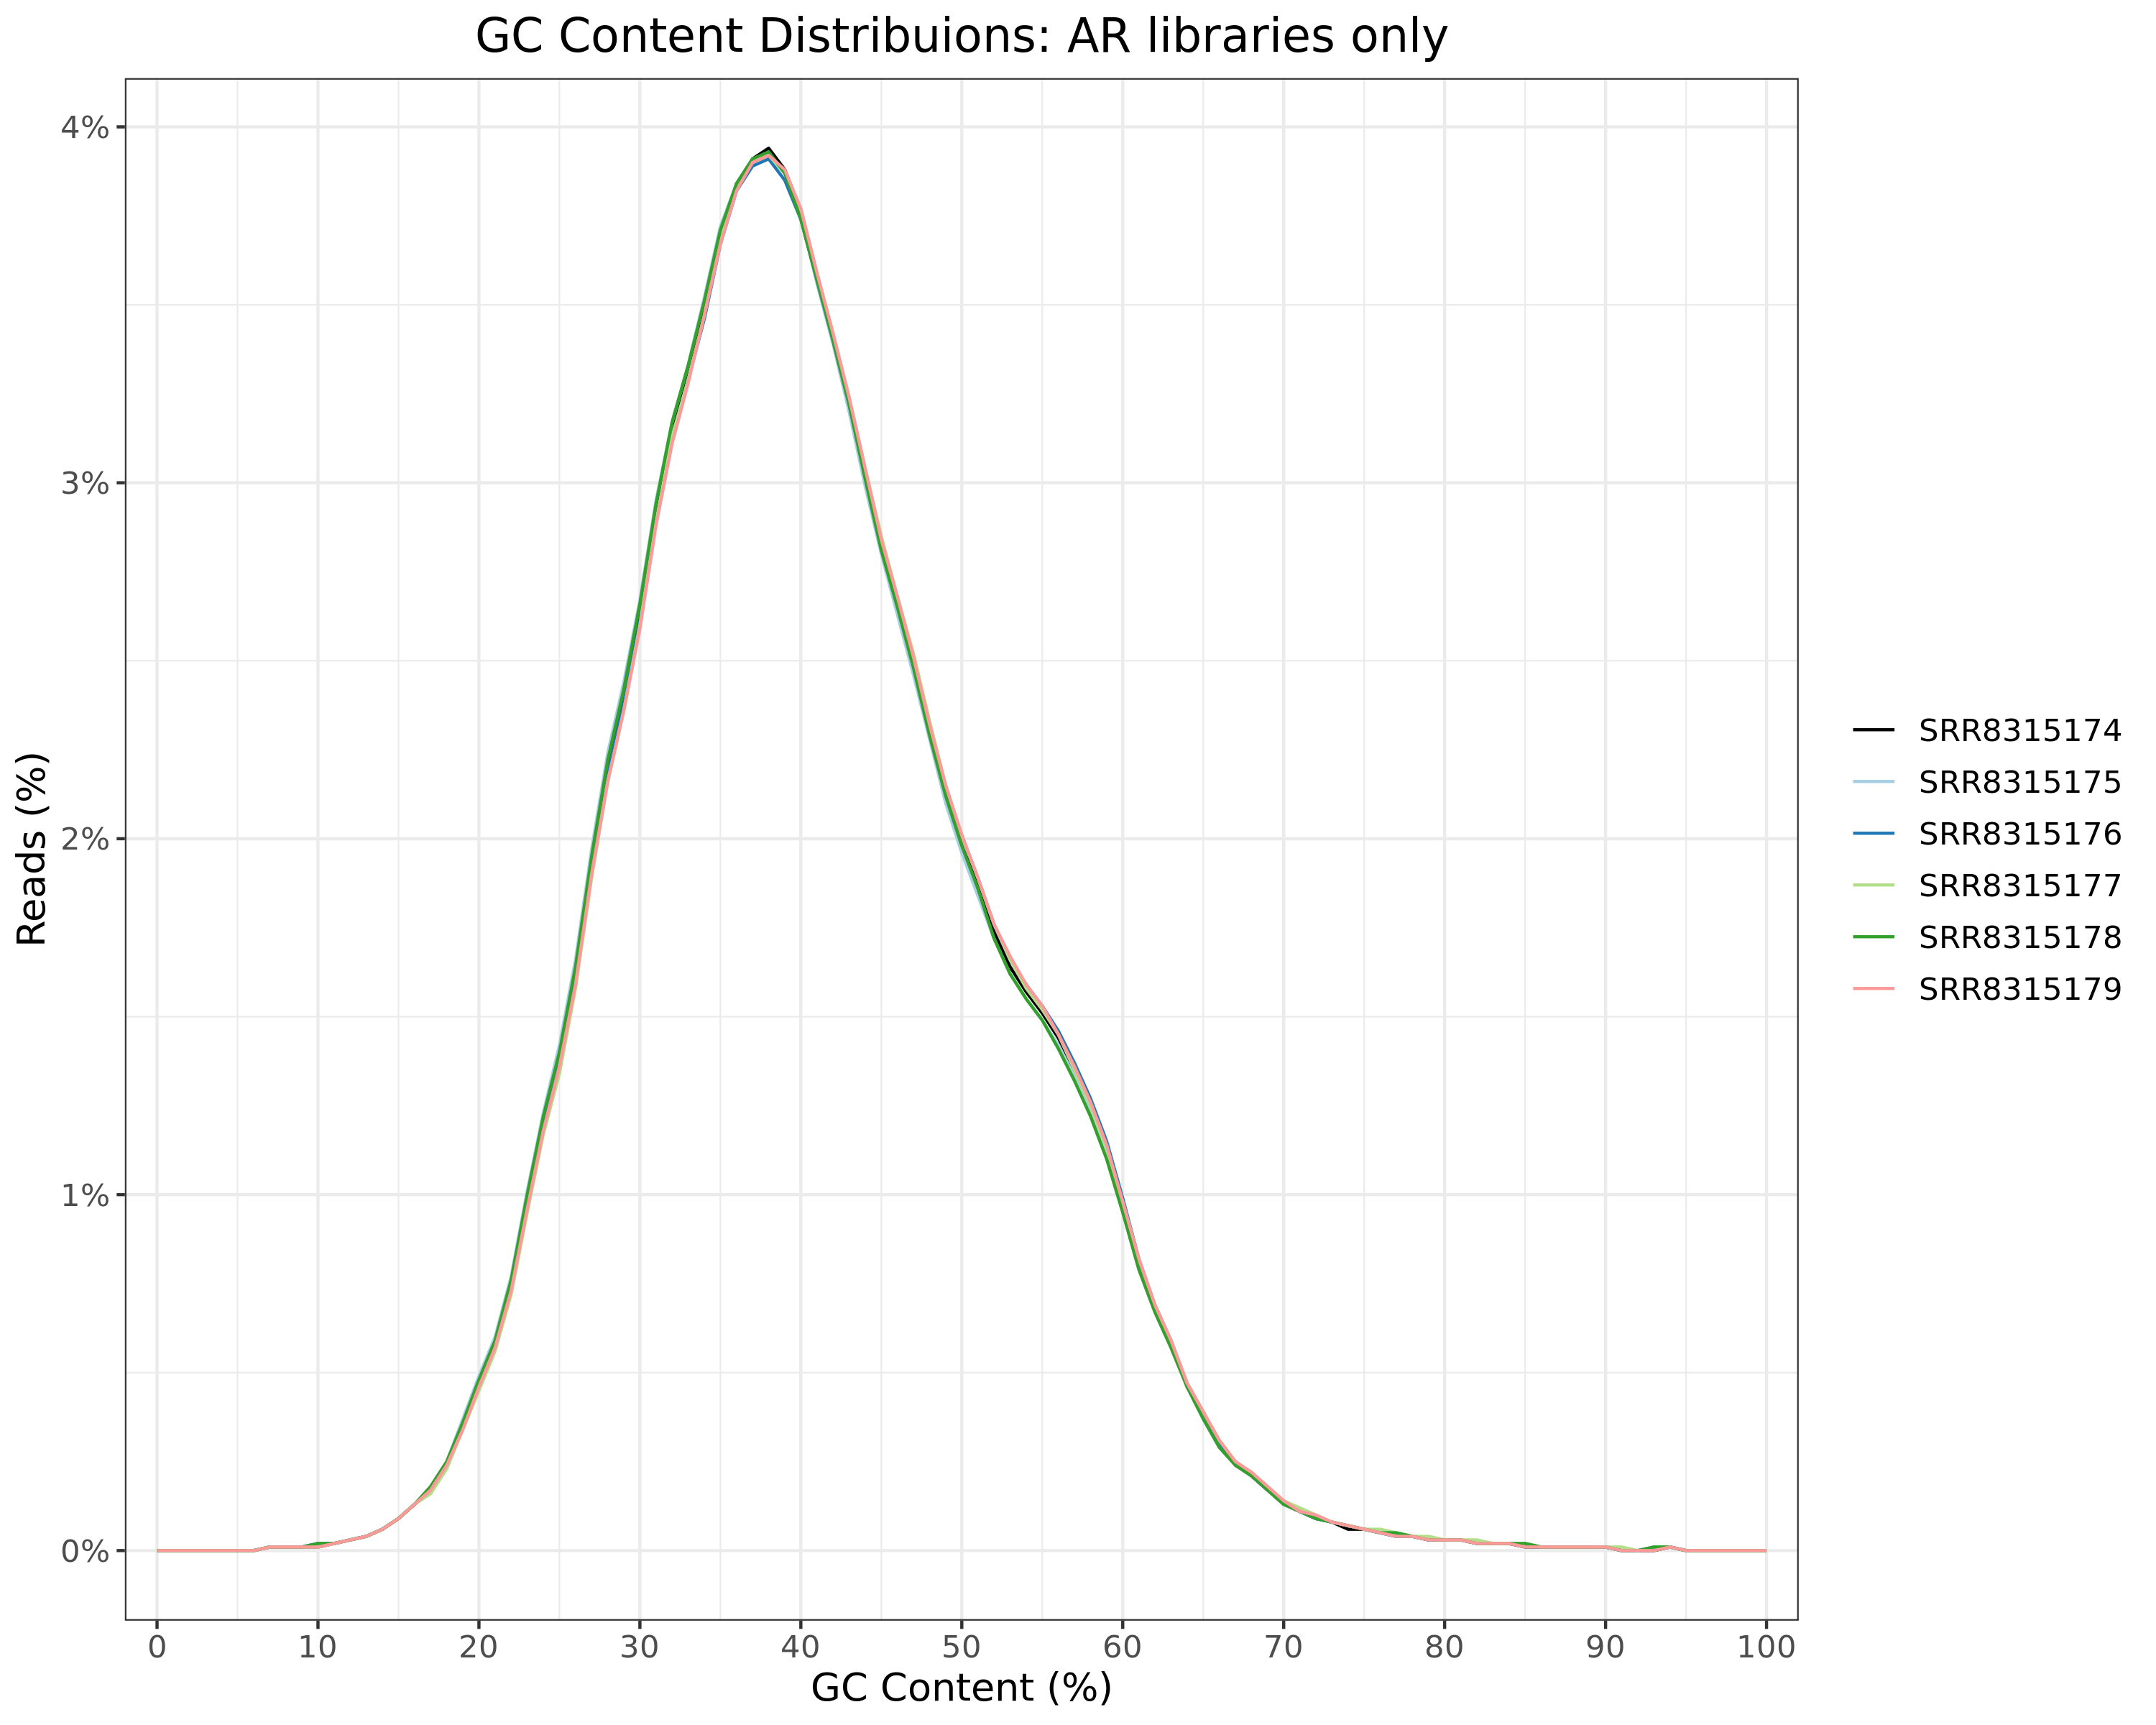 GC Content Distribuions: AR libraries only
4%
3%
2%
1%
0%
Reads (%)
0 10 20 30 40 50 60 70 80 90 100
GC Content (%)
SRR8315174
SRR8315175
SRR8315176
SRR8315177
SRR8315178
SRR8315179